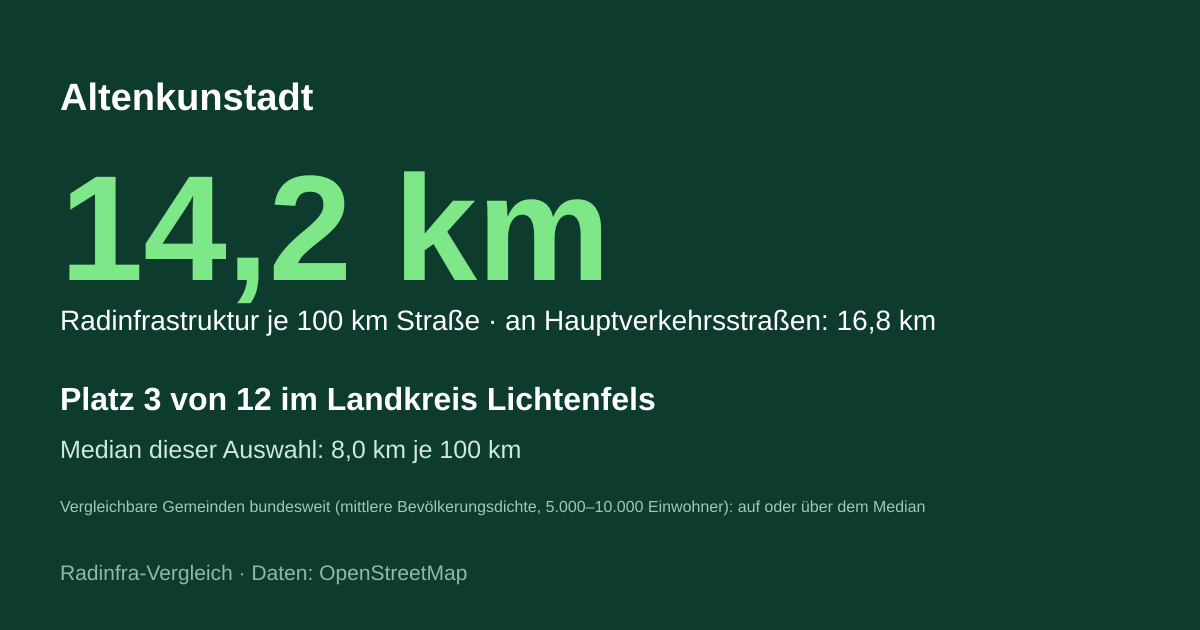 Altenkunstadt
14,2 km
Radinfrastruktur je 100 km Straße · an Hauptverkehrsstraßen: 16,8 km
Platz 3 von 12 im Landkreis Lichtenfels
Median dieser Auswahl: 8,0 km je 100 km
Vergleichbare Gemeinden bundesweit (mittlere Bevölkerungsdichte, 5.000–10.000 Einwohner): auf oder über dem Median
Radinfra-Vergleich · Daten: OpenStreetMap